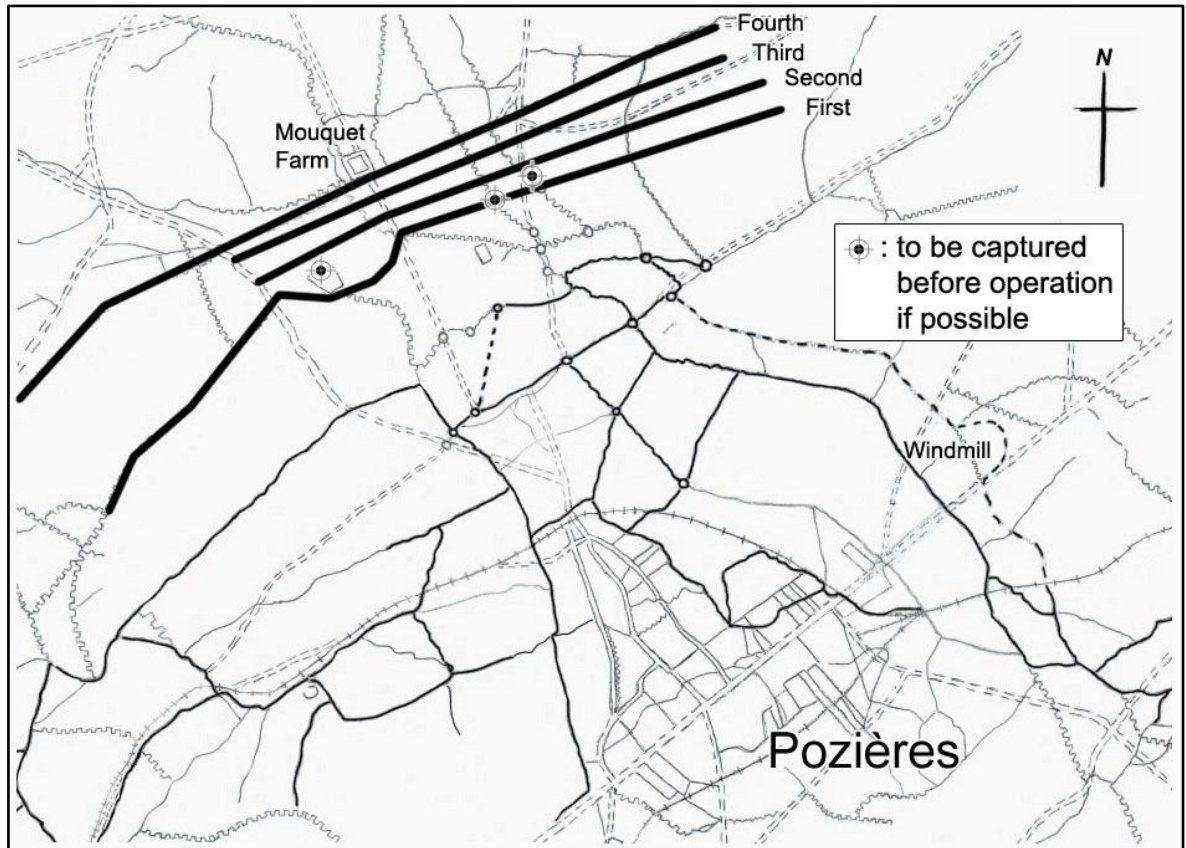 Fourth
Third
Second
First
N
Mouquet
Farm
: to be captured
before operation
if possible
Windmill
Pozières